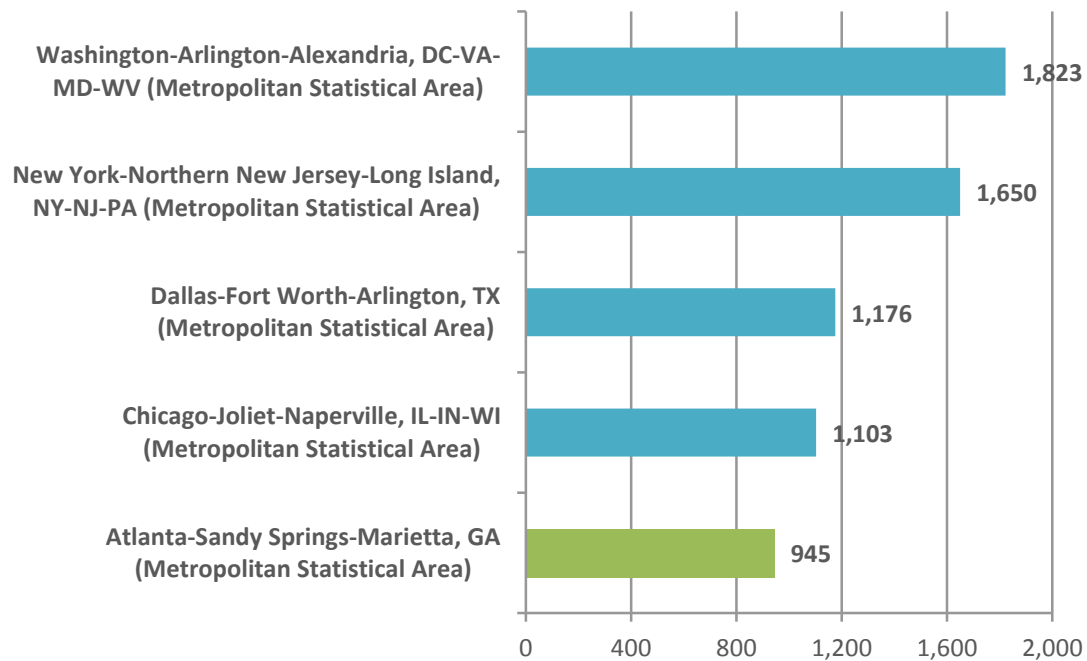 Washington-Arlington-Alexandria, DC-VA-
MD-WV (Metropolitan Statistical Area)
1,823
New York-Northern New Jersey-Long Island,
NY-NJ-PA (Metropolitan Statistical Area)
1,650
Dallas-Fort Worth-Arlington, TX
(Metropolitan Statistical Area)
1,176
Chicago-Joliet-Naperville, IL-IN-WI
(Metropolitan Statistical Area)
1,103
Atlanta-Sandy Springs-Marietta, GA
(Metropolitan Statistical Area)
945
0 400 800 1,200 1,600 2,000